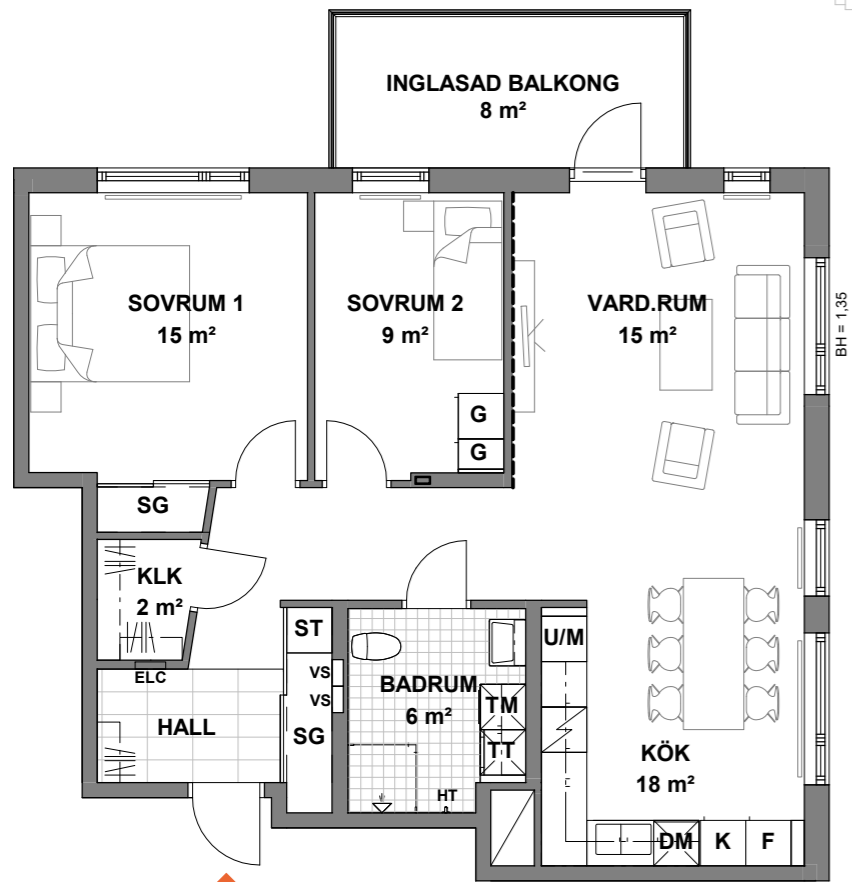 INGLASAD BALKONG
8 m²
SOVRUM 1
15 m²
SOVRUM 2
9 m²
VARD.RUM
15 m²
BH = 1,35
G
G
SG
KLK
2 m²
ELC
HALL
ST
VS
VS
SG
BADRUM
6 m²
TM
TT
HT
U/M
KÖK
18 m²
DM
K
F